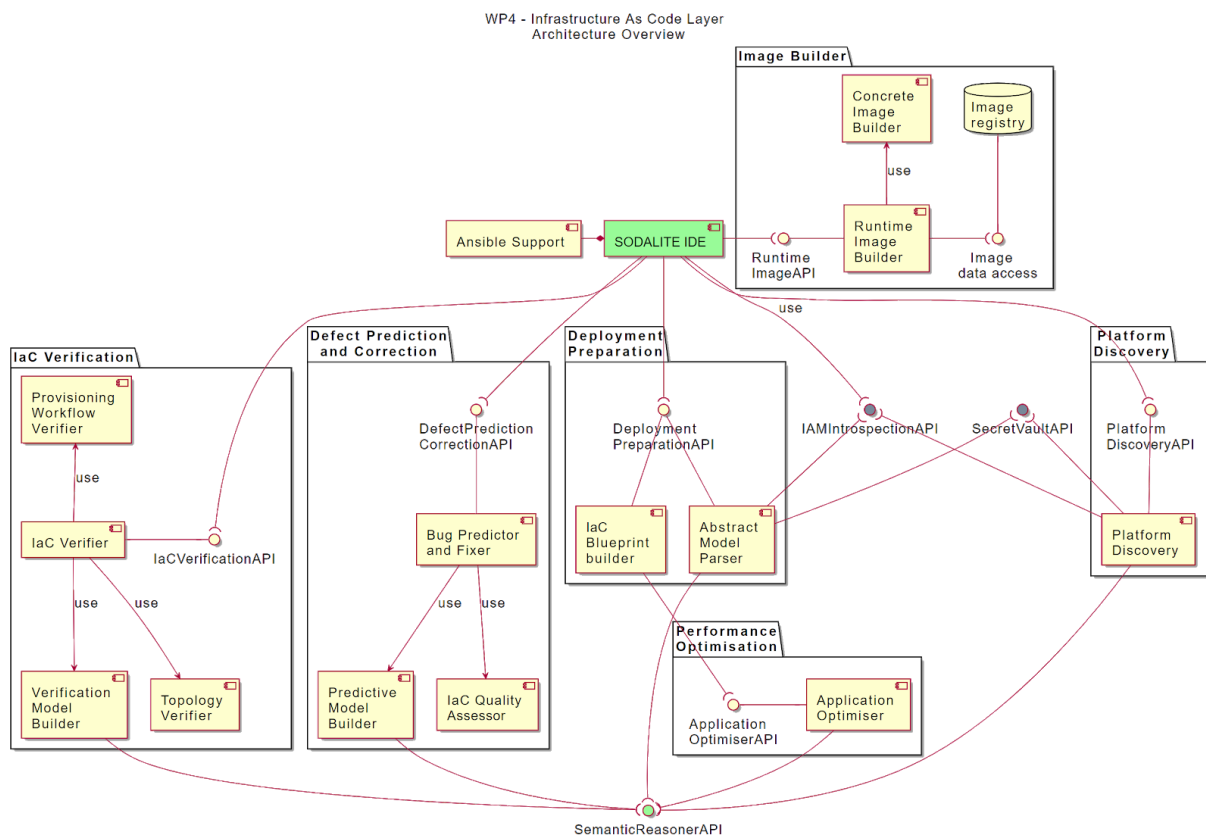 WP4 - Infrastructure As Code Layer
Architecture Overview
Image Builder
Concrete
Image
Builder
Image
registry
use
Ansible Support
SODALITE IDE
Runtime
ImageAPI
Runtime
Image
Builder
Image
data access
use
IaC Verification
Defect Prediction
and Correction
Deployment
Preparation
Platform
Discovery
Provisioning
Workflow
Verifier
DefectPrediction
CorrectionAPI
Deployment
PreparationAPI
IAMIntrospectionAPI
SecretVaultAPI
Platform
DiscoveryAPI
use
IaC Verifier
IaCVerificationAPI
Bug Predictor
and Fixer
IaC
Blueprint
builder
Abstract
Model
Parser
Platform
Discovery
use
use
use
use
Performance
Optimisation
Verification
Model
Builder
Topology
Verifier
Predictive
Model
Builder
IaC Quality
Assessor
Application
OptimiserAPI
Application
Optimiser
SemanticReasonerAPI